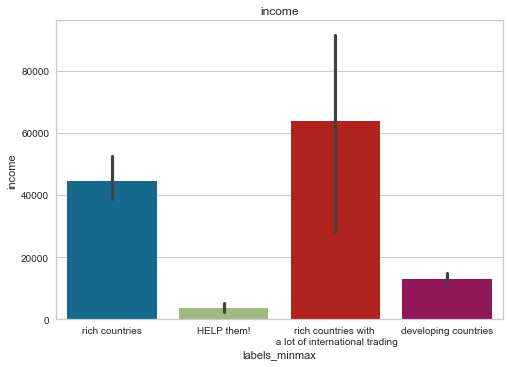 income
80000
60000
40000
20000
0
income
rich countries
HELP them!
rich countries with
a lot of international trading
developing countries
labels_minmax